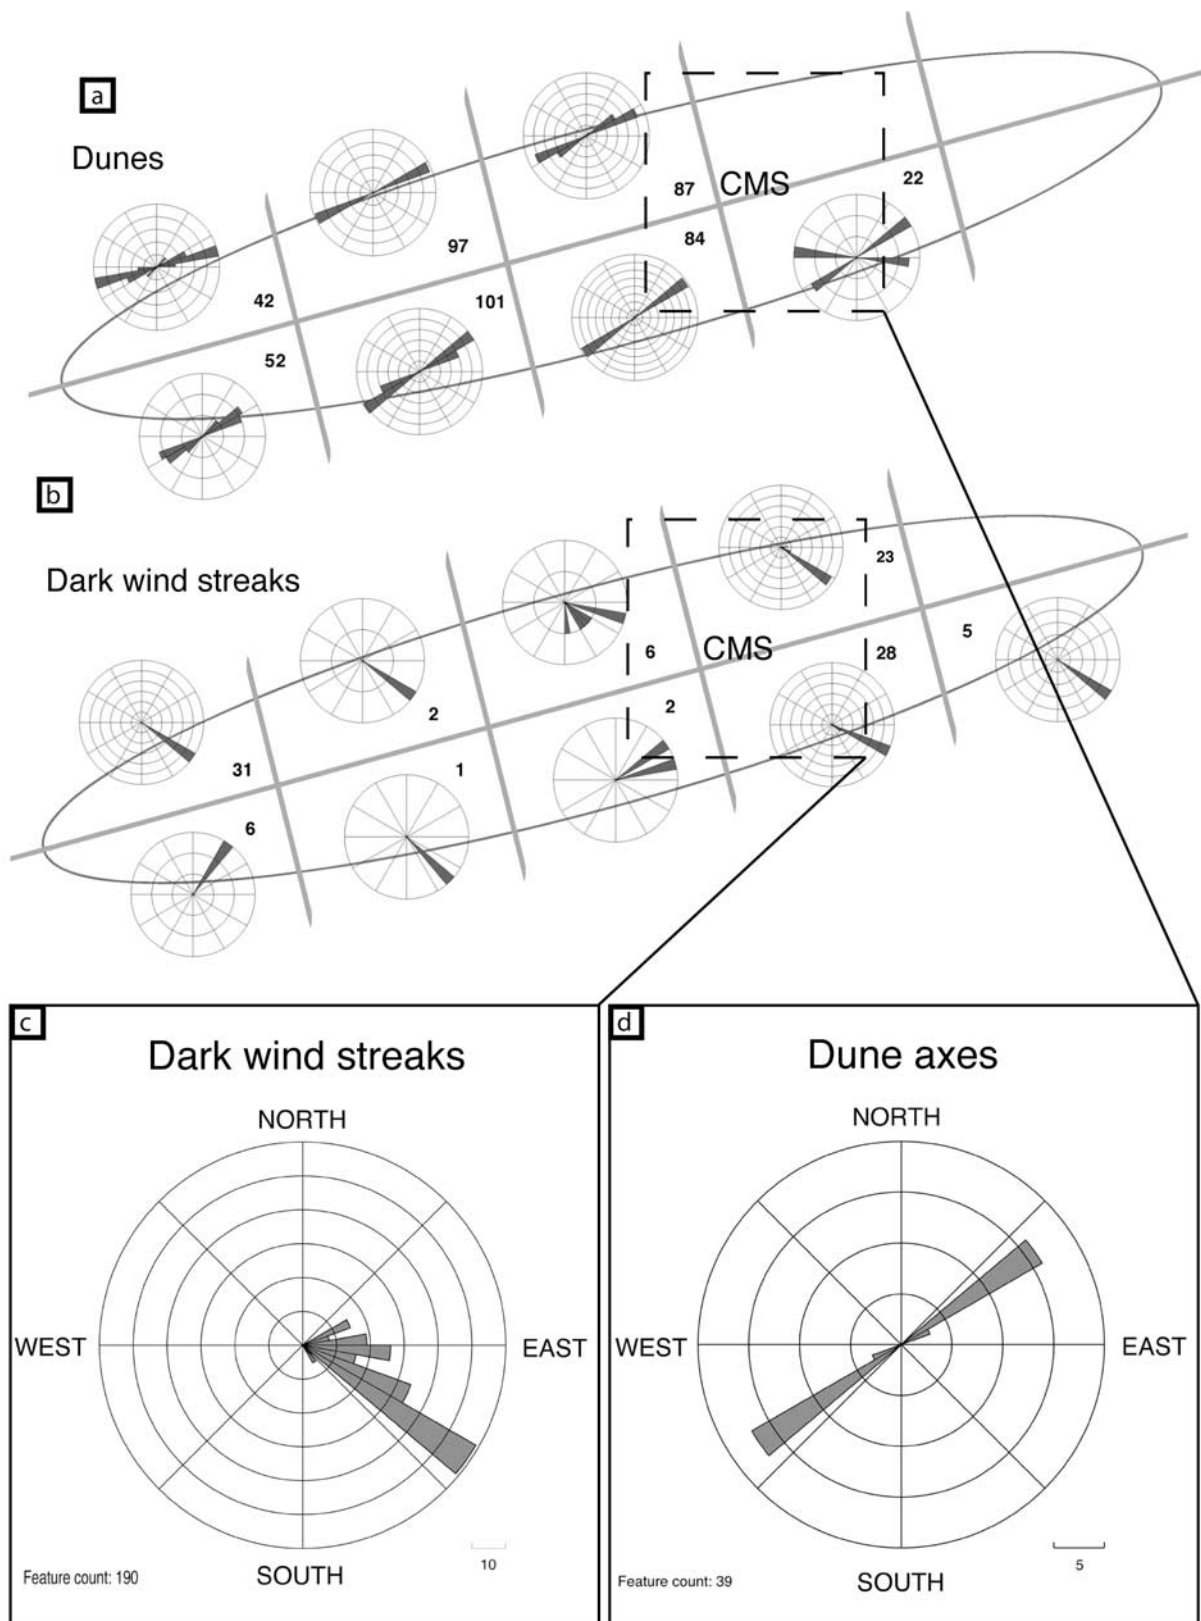 a
Dunes
87
CMS
22
97
84
42
101
52
b
Dark wind streaks
23
6
CMS
28
5
2
2
31
1
6
c
Dark wind streaks
NORTH
WEST
EAST
SOUTH
10
Feature count: 190
d
Dune axes
NORTH
WEST
EAST
SOUTH
5
Feature count: 39